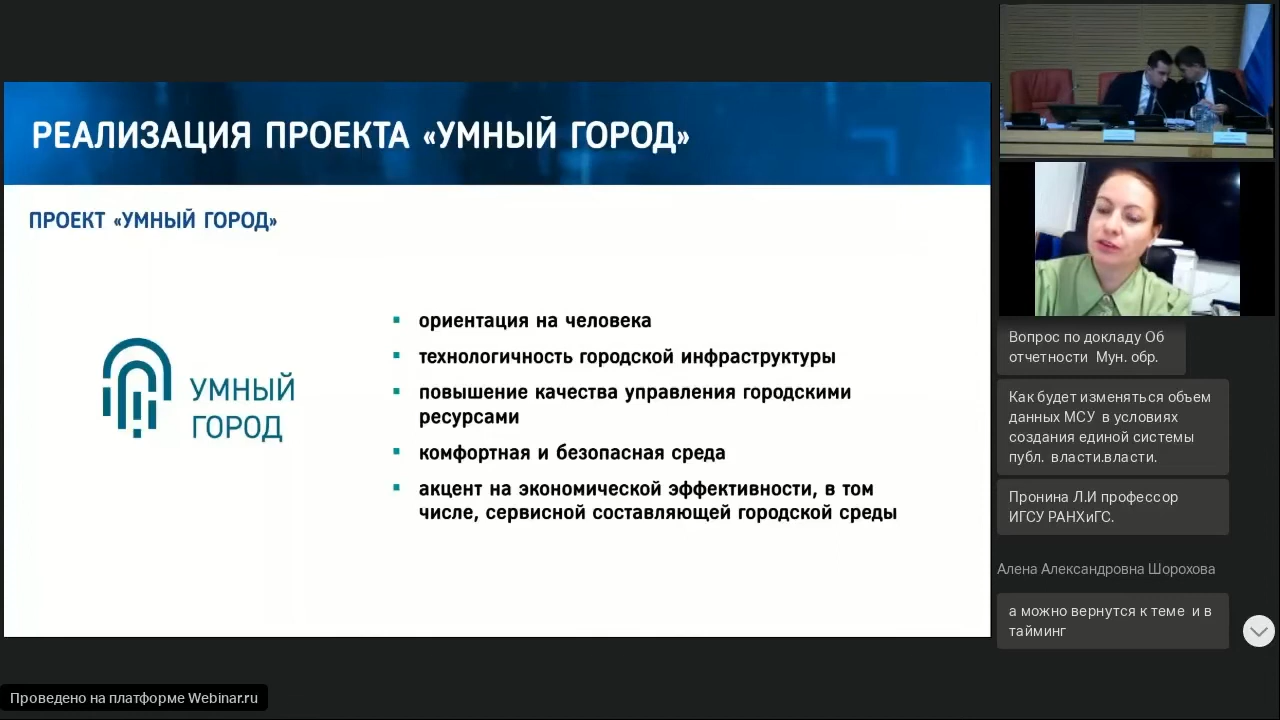 РЕАЛИЗАЦИЯ ПРОЕКТА «УМНЫЙ ГОРОД»
ПРОЕКТ «УМНЫЙ ГОРОД»
УМНЫЙ
ГОРОД
ориентация на человека
технологичность городской инфраструктуры
повышение качества управления городскими
ресурсами
комфортная и безопасная среда
акцент на экономической эффективности, в том
числе, сервисной составляющей городской среды
Вопрос по докладу Об
отчетности Мун. обр.
Как будет изменяться объем
данных МСУ в условиях
создания единой системы
публ. власти.власти.
Пронина Л.И профессор
ИГСУ РАНХиГС.
Алена Александровна Шорохова
а можно вернутся к теме и в
тайминг
Проведено на платформе Webinar.ru